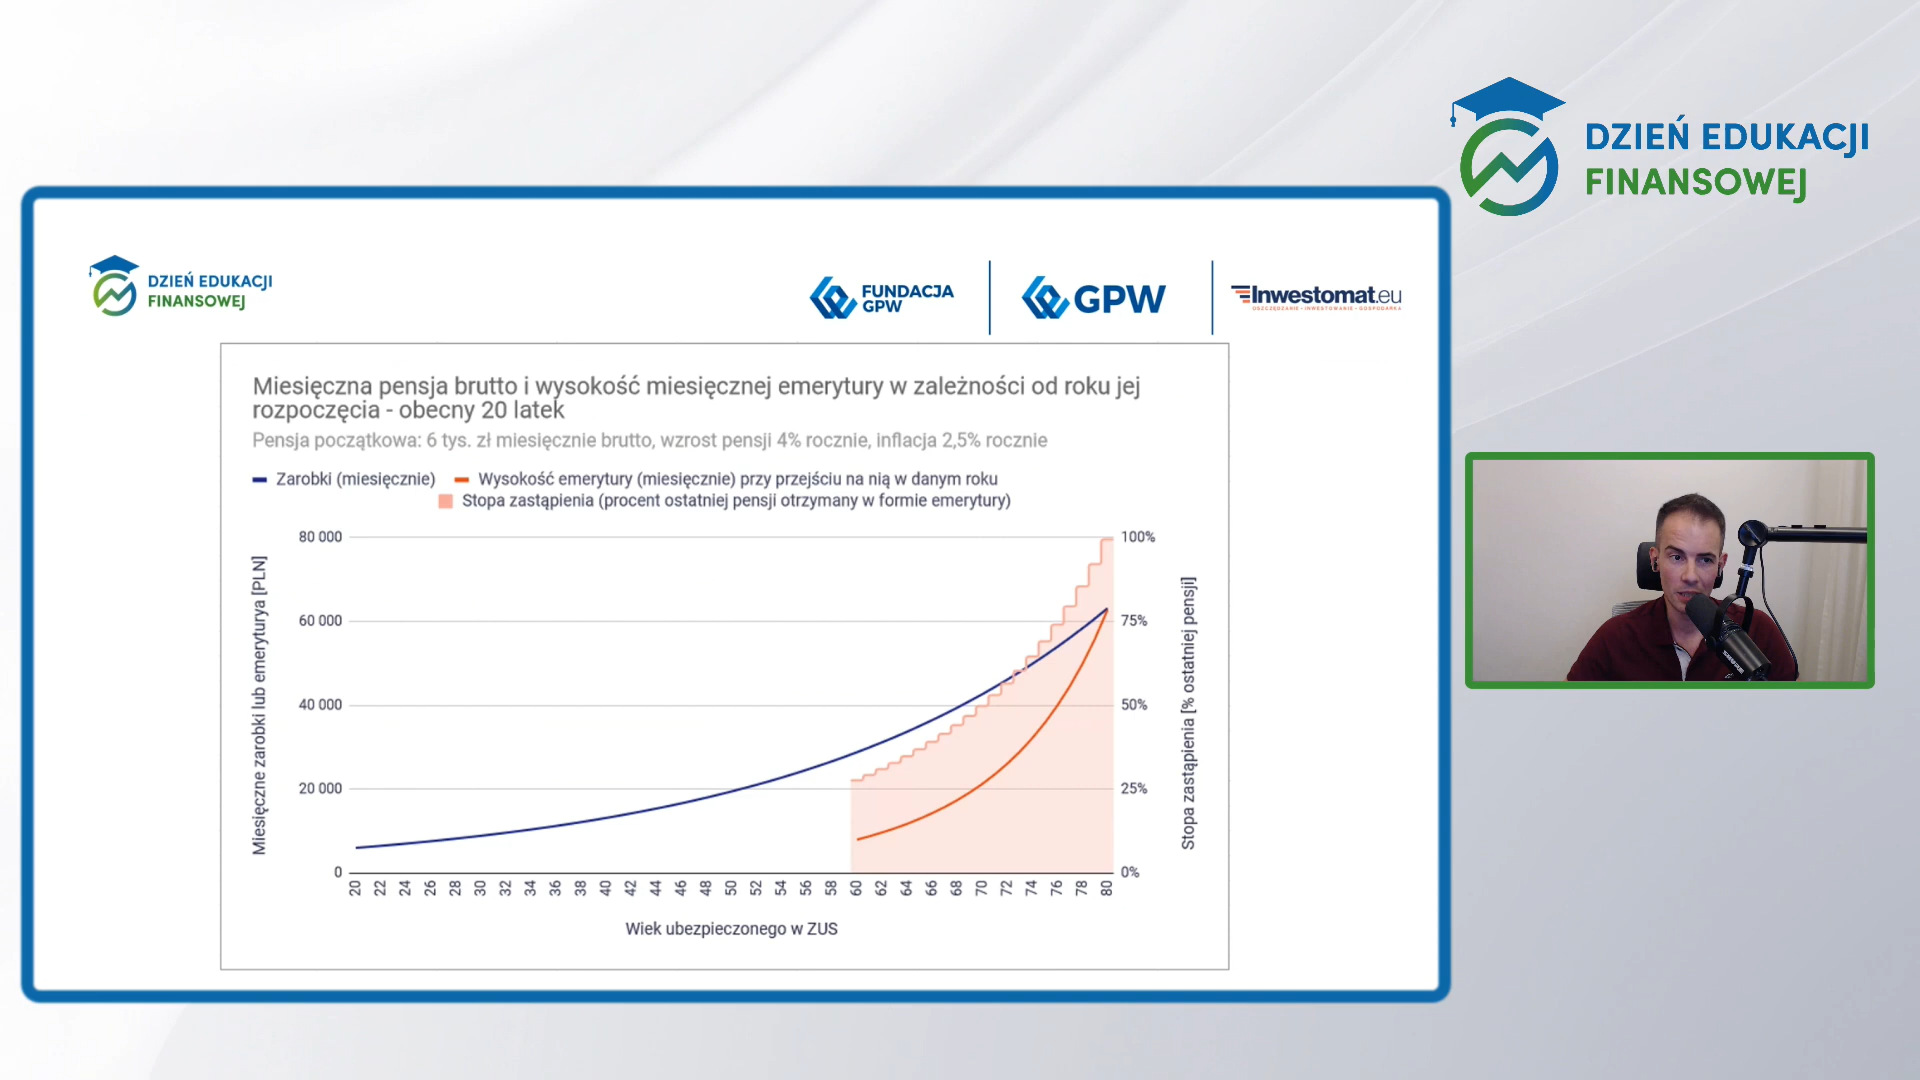 DZIEŃ EDUKACJI
FINANSOWEJ
DZIEŃ EDUKACJI
FINANSOWEJ
FUNDACJA
GPW
GPW
Inwestomat.eu
OSZCZĘDZANIE • INWESTOWANIE • GOSPODARKA
Miesięczna pensja brutto i wysokość miesięcznej emerytury w zależności od roku jej
rozpoczęcia - obecny 20 latek
Pensja początkowa: 6 tys. zł miesięcznie brutto, wzrost pensji 4% rocznie, inflacja 2,5% rocznie
Zarobki (miesięcznie) Wysokość emerytury (miesięcznie) przy przejściu na nią w danym roku
Stopa zastąpienia (procent ostatniej pensji otrzymany w formie emerytury)
Miesięczne zarobki lub emeryturya [PLN]
80 000
60 000
40 000
20 000
0
100%
75%
50%
25%
0%
Stopa zastąpienia [% ostatniej pensji]
20 22 24 26 28 30 32 34 36 38 40 42 44 46 48 50 52 54 56 58 60 62 64 66 68 70 72 74 76 78 80
Wiek ubezpieczonego w ZUS
SHURE